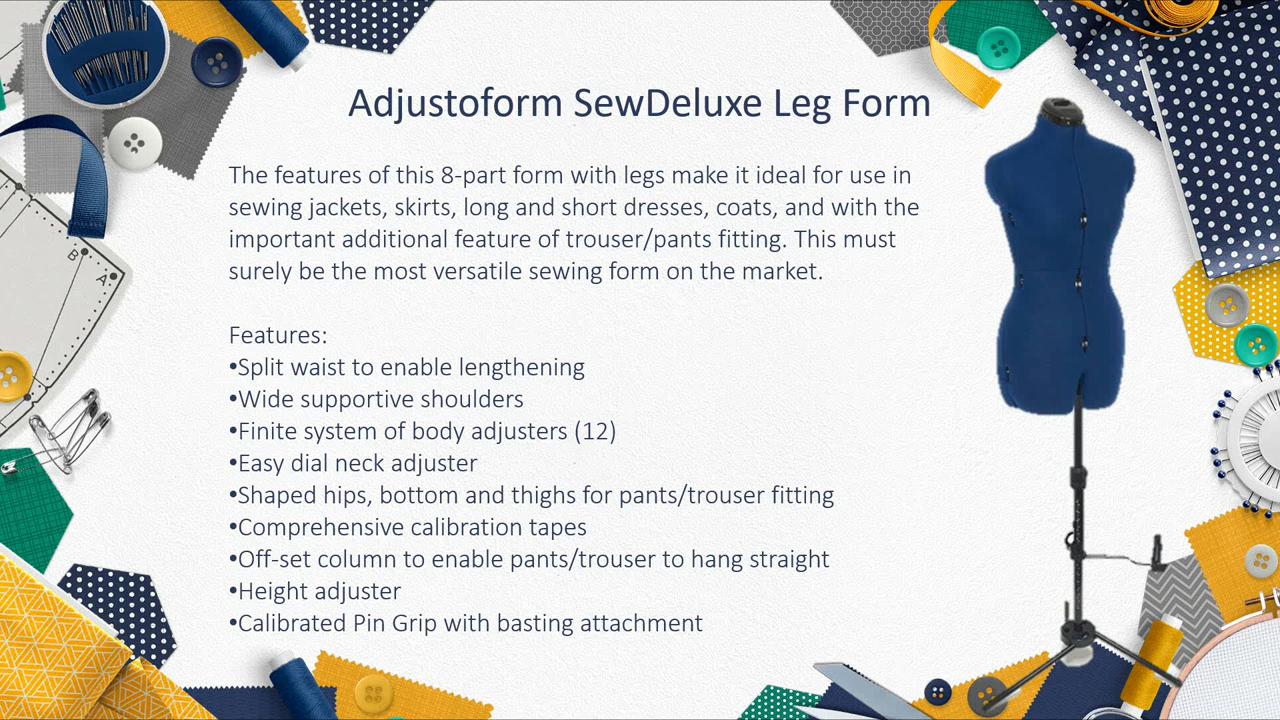 Adjustoform SewDeluxe Leg Form
The features of this 8-part form with legs make it ideal for use in
sewing jackets, skirts, long and short dresses, coats, and with the
important additional feature of trouser/pants fitting. This must
surely be the most versatile sewing form on the market.
Features:
•Split waist to enable lengthening
•Wide supportive shoulders
•Finite system of body adjusters (12)
•Easy dial neck adjuster
•Shaped hips, bottom and thighs for pants/trouser fitting
•Comprehensive calibration tapes
•Off-set column to enable pants/trouser to hang straight
•Height adjuster
•Calibrated Pin Grip with basting attachment
B
A